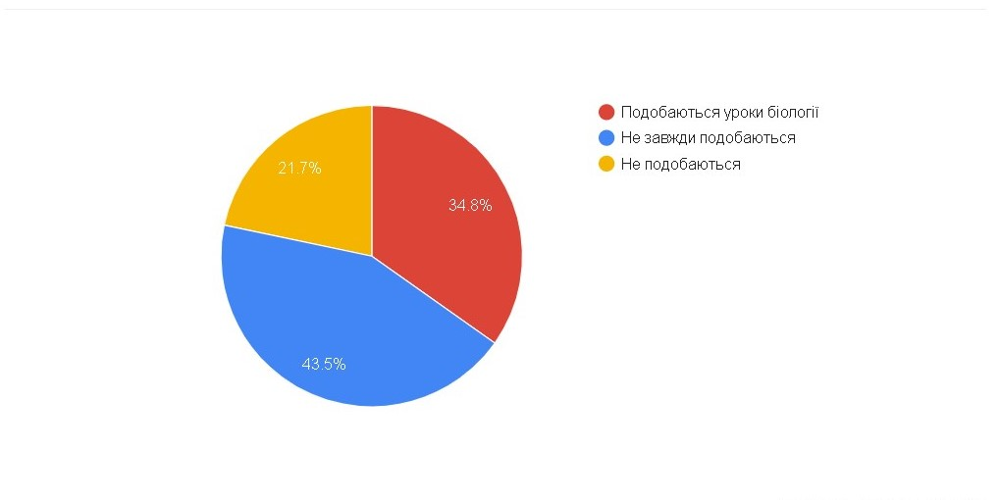 Подобаються уроки біології
Не завжди подобаються
Не подобаються
21.7%
34.8%
43.5%